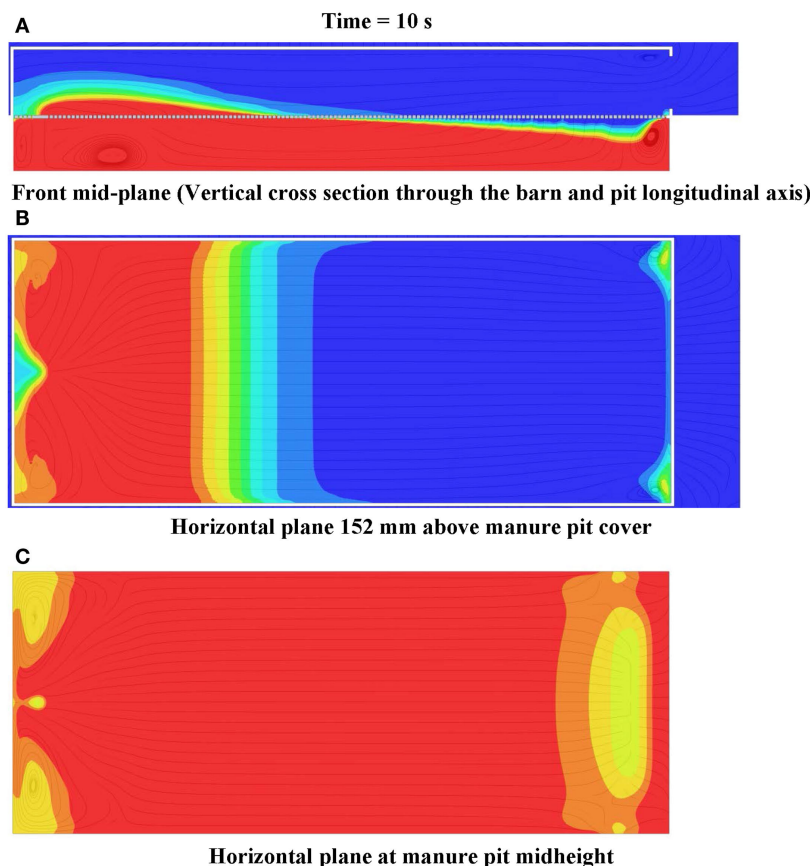 A
Time = 10 s
Front mid-plane (Vertical cross section through the barn and pit longitudinal axis)
B
Horizontal plane 152 mm above manure pit cover
C
Horizontal plane at manure pit midheight